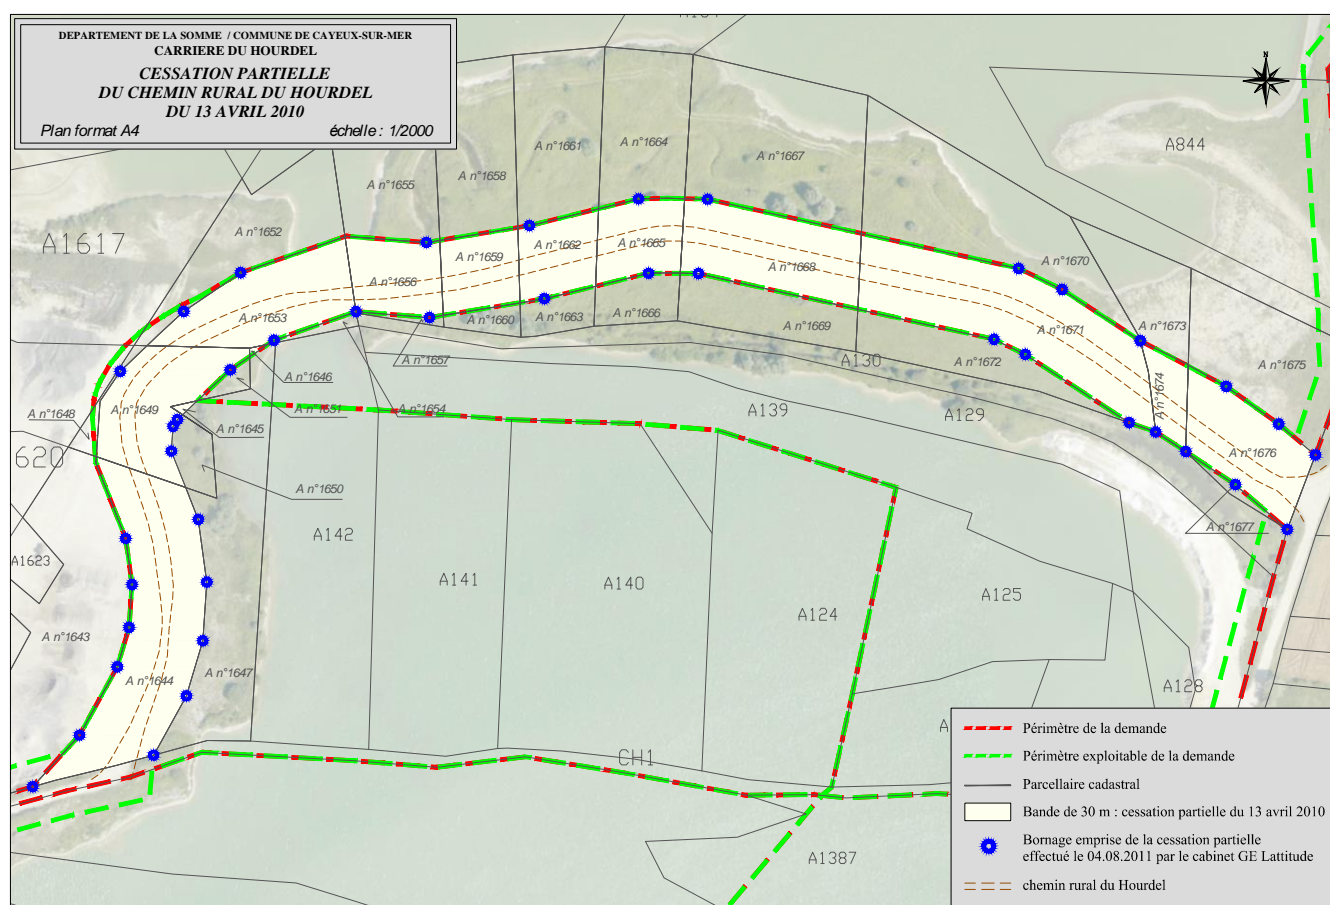 DEPARTEMENT DE LA SOMME / COMMUNE DE CAYEUX-SUR-MER
CARRIERE DU HOURDEL
CESSATION PARTIELLE
DU CHEMIN RURAL DU HOURDEL
DU 13 AVRIL 2010
Plan format A4 échelle : 1/2000
N
A844
A n°1661
A n°1664
A n°1667
A n°1655
A n°1658
A n°1652
A1617
A n°1662
A n°1665
A n°1659
A n°1668
A n°1670
A n°1656
A n°1653
A n°1660
A n°1663
A n°1666
A n°1669
A n°1671
A n°1673
A n°1672
A n°1674
A n°1675
A n°1657
A130
A n°1646
A n°1651
A n°1654
A n°1648
A n°1649
A n°1645
A139
A129
620
A n°1676
A n°1650
A n°1677
A142
A1623
A141
A140
A124
A125
A n°1643
A n°1647
A n°1644
A128
CH1
A1387
Périmètre de la demande
Périmètre exploitable de la demande
Parcellaire cadastral
Bande de 30 m : cessation partielle du 13 avril 2010
Bornage emprise de la cessation partielle
effectué le 04.08.2011 par le cabinet GE Lattitude
chemin rural du Hourdel